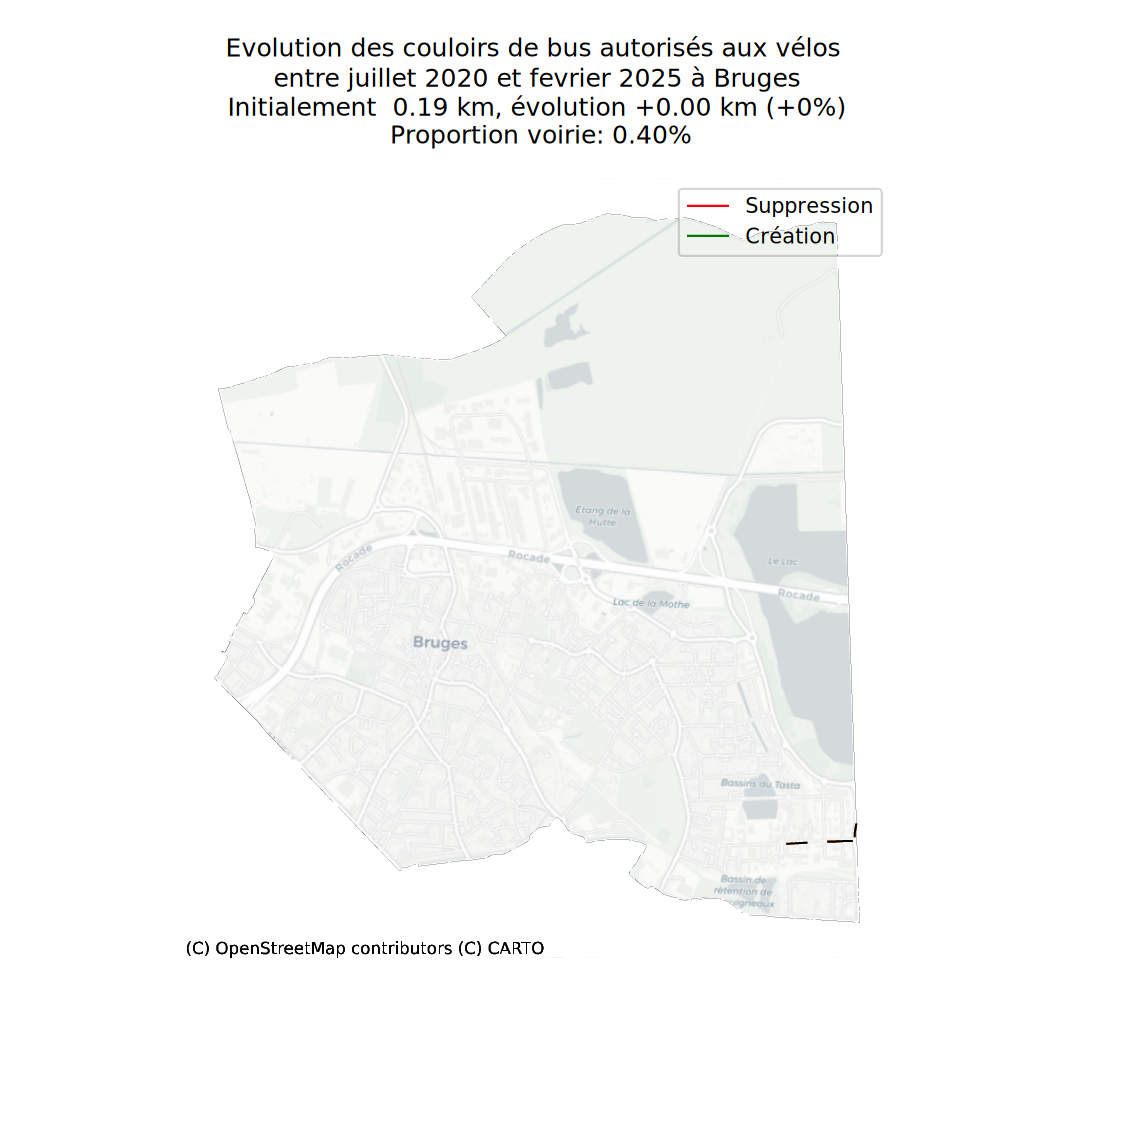 Evolution des couloirs de bus autorisés aux vélos
entre juillet 2020 et fevrier 2025 à Bruges
Initialement  0.19 km, évolution +0.00 km (+0%)
Proportion voirie: 0.40%
Suppression
Création
Étang de la
Hutte
Le Lac
Rocade
Rocade
Rocade
Lac de la Mothe
Bruges
Bassins du Tasta
Bassin de
rétention de
(C) OpenStreetMap contributors (C) CARTO